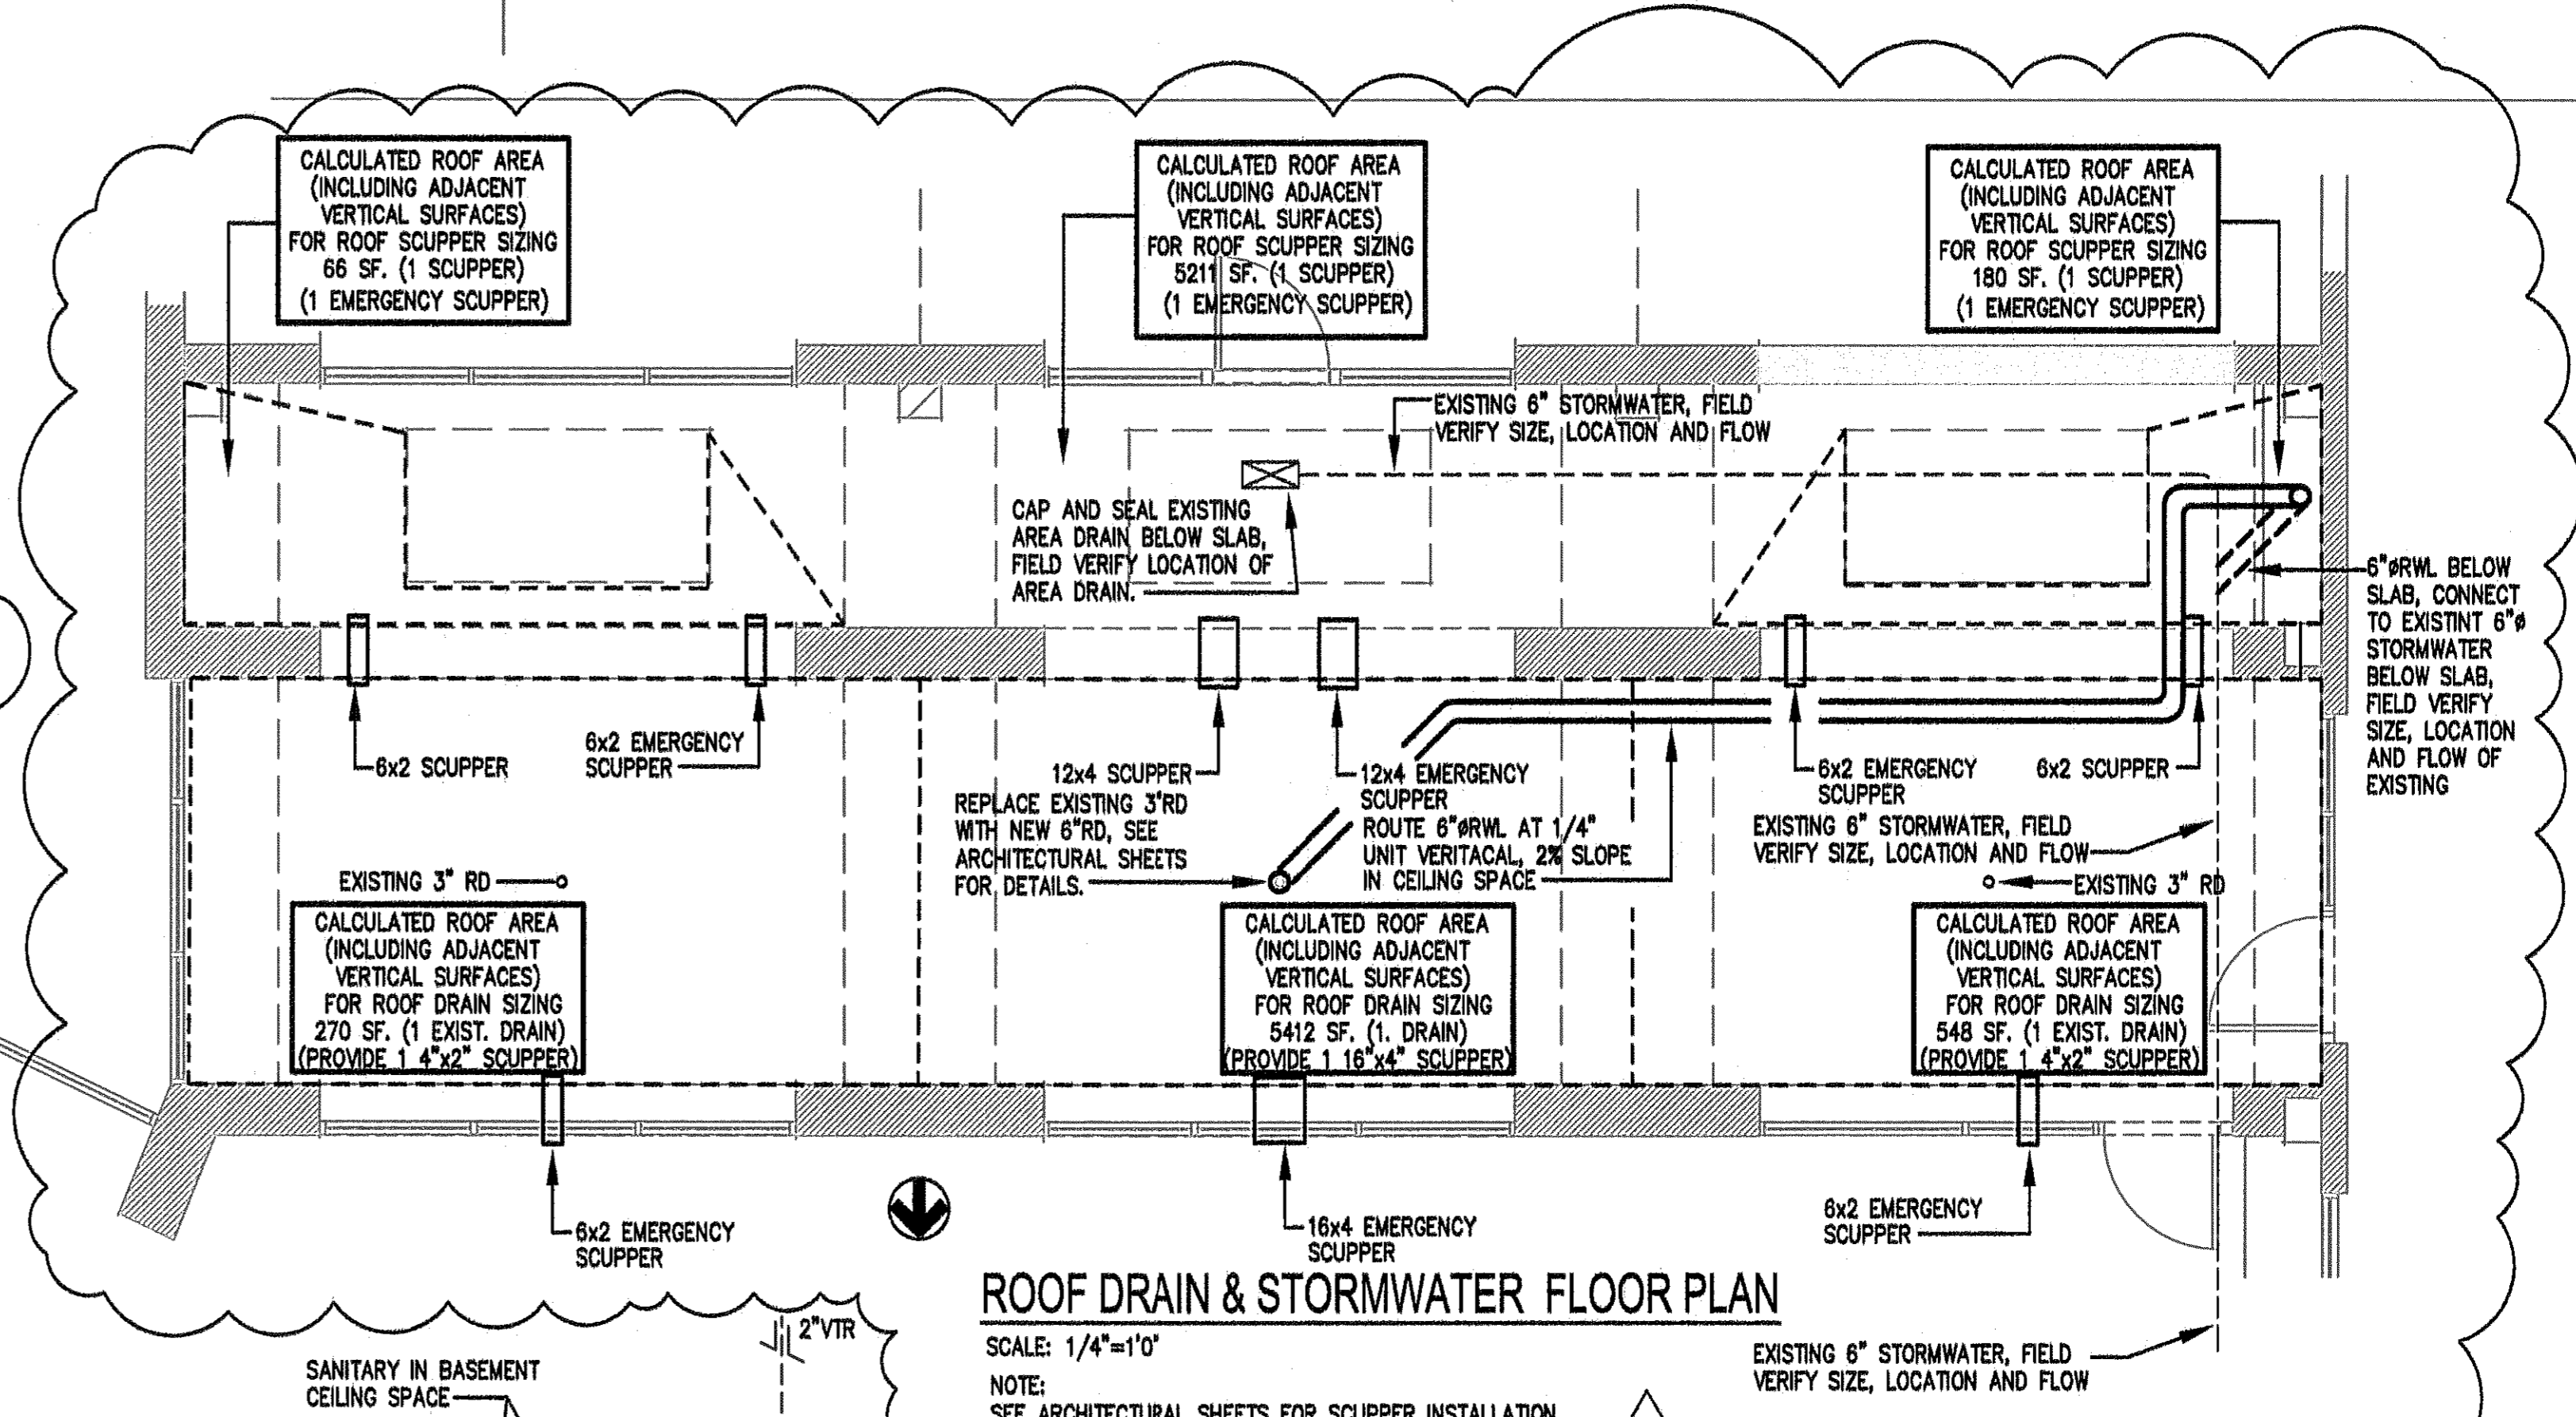 CALCULATED ROOF AREA
(INCLUDING ADJACENT
VERTICAL SURFACES)
FOR ROOF SCUPPER SIZING
66 SF. (1 SCUPPER)
(1 EMERGENCY SCUPPER)
CALCULATED ROOF AREA
(INCLUDING ADJACENT
VERTICAL SURFACES)
FOR ROOF SCUPPER SIZING
5211 SF. (1 SCUPPER)
(1 EMERGENCY SCUPPER)
CALCULATED ROOF AREA
(INCLUDING ADJACENT
VERTICAL SURFACES)
FOR ROOF SCUPPER SIZING
180 SF. (1 SCUPPER)
(1 EMERGENCY SCUPPER)
EXISTING 6" STORMWATER, FIELD
VERIFY SIZE, LOCATION AND FLOW
CAP AND SEAL EXISTING
AREA DRAIN BELOW SLAB,
FIELD VERIFY LOCATION OF
AREA DRAIN.
6"øRWL BELOW
SLAB, CONNECT
TO EXISTINT 6"ø
STORMWATER
BELOW SLAB,
FIELD VERIFY
SIZE, LOCATION
AND FLOW OF
EXISTING
6x2 SCUPPER
6x2 EMERGENCY
SCUPPER
12x4 SCUPPER
12x4 EMERGENCY
SCUPPER
6x2 EMERGENCY
SCUPPER
6x2 SCUPPER
REPLACE EXISTING 3'RD
WITH NEW 6"RD, SEE
ARCHITECTURAL SHEETS
FOR DETAILS.
ROUTE 6"øRWL AT 1/4"
UNIT VERITACAL, 2% SLOPE
IN CEILING SPACE
EXISTING 6" STORMWATER, FIELD
VERIFY SIZE, LOCATION AND FLOW
EXISTING 3" RD
EXISTING 3" RD
CALCULATED ROOF AREA
(INCLUDING ADJACENT
VERTICAL SURFACES)
FOR ROOF DRAIN SIZING
270 SF. (1 EXIST. DRAIN)
(PROVIDE 1 4"x2" SCUPPER)
CALCULATED ROOF AREA
(INCLUDING ADJACENT
VERTICAL SURFACES)
FOR ROOF DRAIN SIZING
5412 SF. (1. DRAIN)
(PROVIDE 1 16"x4" SCUPPER)
CALCULATED ROOF AREA
(INCLUDING ADJACENT
VERTICAL SURFACES)
FOR ROOF DRAIN SIZING
548 SF. (1 EXIST. DRAIN)
(PROVIDE 1 4"x2" SCUPPER)
6x2 EMERGENCY
SCUPPER
16x4 EMERGENCY
SCUPPER
6x2 EMERGENCY
SCUPPER
ROOF DRAIN & STORMWATER FLOOR PLAN
SCALE: 1/4"=1'0"
NOTE:
SEE ARCHITECTURAL SHEETS FOR SCUPPER INSTALLATION
EXISTING 6" STORMWATER, FIELD
VERIFY SIZE, LOCATION AND FLOW
2"VTR
SANITARY IN BASEMENT
CEILING SPACE